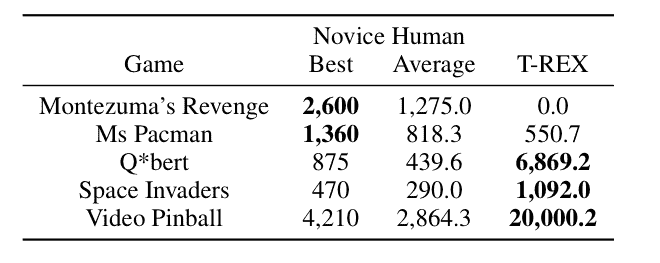 Novice Human
Game Best Average T-REX
Montezuma's Revenge 2,600 1,275.0 0.0
Ms Pacman 1,360 818.3 550.7
Q*bert 875 439.6 6,869.2
Space Invaders 470 290.0 1,092.0
Video Pinball 4,210 2,864.3 20,000.2